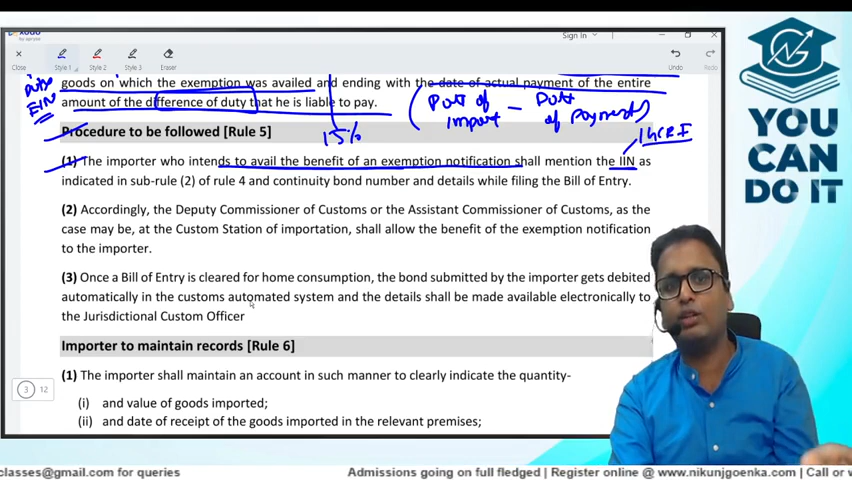 Sign In
Close
Style 1
Style 2
Style 3
Eraser
Undo
Redo
goods on which the exemption was availed and ending with the date of actual payment of the entire
amount of the difference of duty that he is liable to pay.
EIN
15%
(Date of import – Date of payment)
IGCRI
Procedure to be followed [Rule 5]
(1) The importer who intends to avail the benefit of an exemption notification shall mention the IIN as
indicated in sub-rule (2) of rule 4 and continuity bond number and details while filing the Bill of Entry.
(2) Accordingly, the Deputy Commissioner of Customs or the Assistant Commissioner of Customs, as the
case may be, at the Custom Station of importation, shall allow the benefit of the exemption notification
to the importer.
(3) Once a Bill of Entry is cleared for home consumption, the bond submitted by the importer gets debited
automatically in the customs automated system and the details shall be made available electronically to
the Jurisdictional Custom Officer
Importer to maintain records [Rule 6]
(1) The importer shall maintain an account in such manner to clearly indicate the quantity-
(i) and value of goods imported;
(ii) and date of receipt of the goods imported in the relevant premises;
3 12
NG
YOU
CAN
DO IT
classes@gmail.com for queries
Admissions going on full fledged | Register online @ www.nikunjgoenka.com | Call or